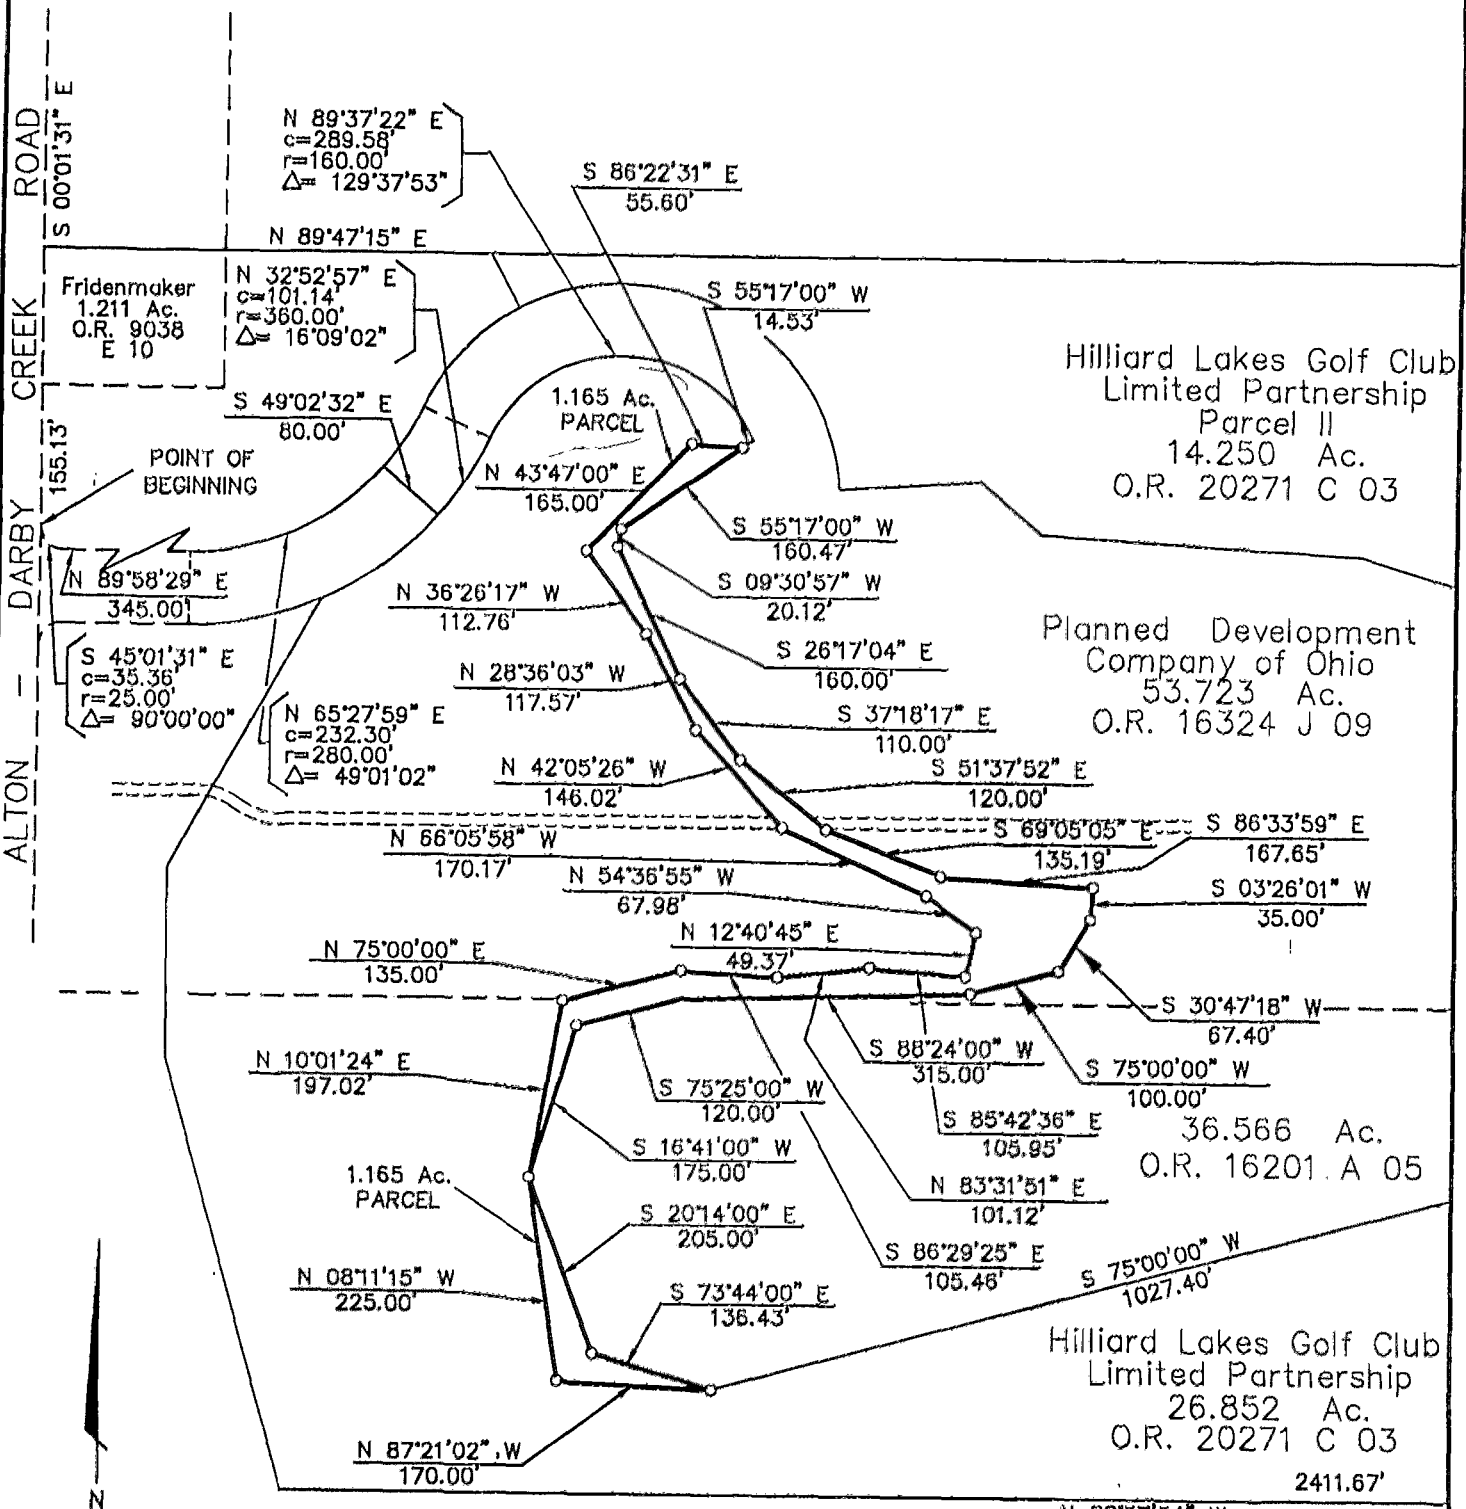 ALTON - DARBY CREEK ROAD
S 00°01'31" E
N 89°37'22" E
c=289.58'
r=160.00'
Δ= 129°37'53"
S 86°22'31" E
55.60'
N 89°47'15" E
Fridenmaker
1.211 Ac.
O.R. 9038
E 10
N 32°52'57" E
c=101.14'
r=360.00'
Δ= 16°09'02"
S 55°17'00" W
14.53'
Hilliard Lakes Golf Club
Limited Partnership
Parcel II
14.250 Ac.
O.R. 20271 C 03
S 49°02'32" E
80.00'
1.165 Ac.
PARCEL
155.13'
POINT OF
BEGINNING
N 43°47'00" E
165.00'
S 55°17'00" W
160.47'
N 89°58'29" E
345.00'
N 36°26'17" W
112.76'
S 09°30'57" W
20.12'
Planned Development
Company of Ohio
53.723 Ac.
O.R. 16324 J 09
S 45°01'31" E
c=35.36'
r=25.00'
Δ= 90°00'00"
S 26°17'04" E
160.00'
N 28°36'03" W
117.57'
N 65°27'59" E
c=232.30'
r=280.00'
Δ= 49°01'02"
S 37°18'17" E
110.00'
N 42°05'26" W
146.02'
S 51°37'52" E
120.00'
N 66°05'58" W
170.17'
S 69°05'05" E
135.19'
S 86°33'59" E
167.65'
N 54°36'55" W
67.98'
S 03°26'01" W
35.00'
N 12°40'45" E
49.37'
N 75°00'00" E
135.00'
S 30°47'18" W
67.40'
N 10°01'24" E
197.02'
S 88°24'00" W
315.00'
S 75°00'00" W
100.00'
S 75°25'00" W
120.00'
S 85°42'36" E
105.95'
36.566 Ac.
O.R. 16201 A 05
S 16°41'00" W
175.00'
1.165 Ac.
PARCEL
N 83°31'51" E
101.12'
S 20°14'00" E
205.00'
S 86°29'25" E
105.46'
S 75°00'00" W
1027.40'
N 08°11'15" W
225.00'
S 73°44'00" E
136.43'
Hilliard Lakes Golf Club
Limited Partnership
26.852 Ac.
O.R. 20271 C 03
N 87°21'02" W
170.00'
2411.67'
N